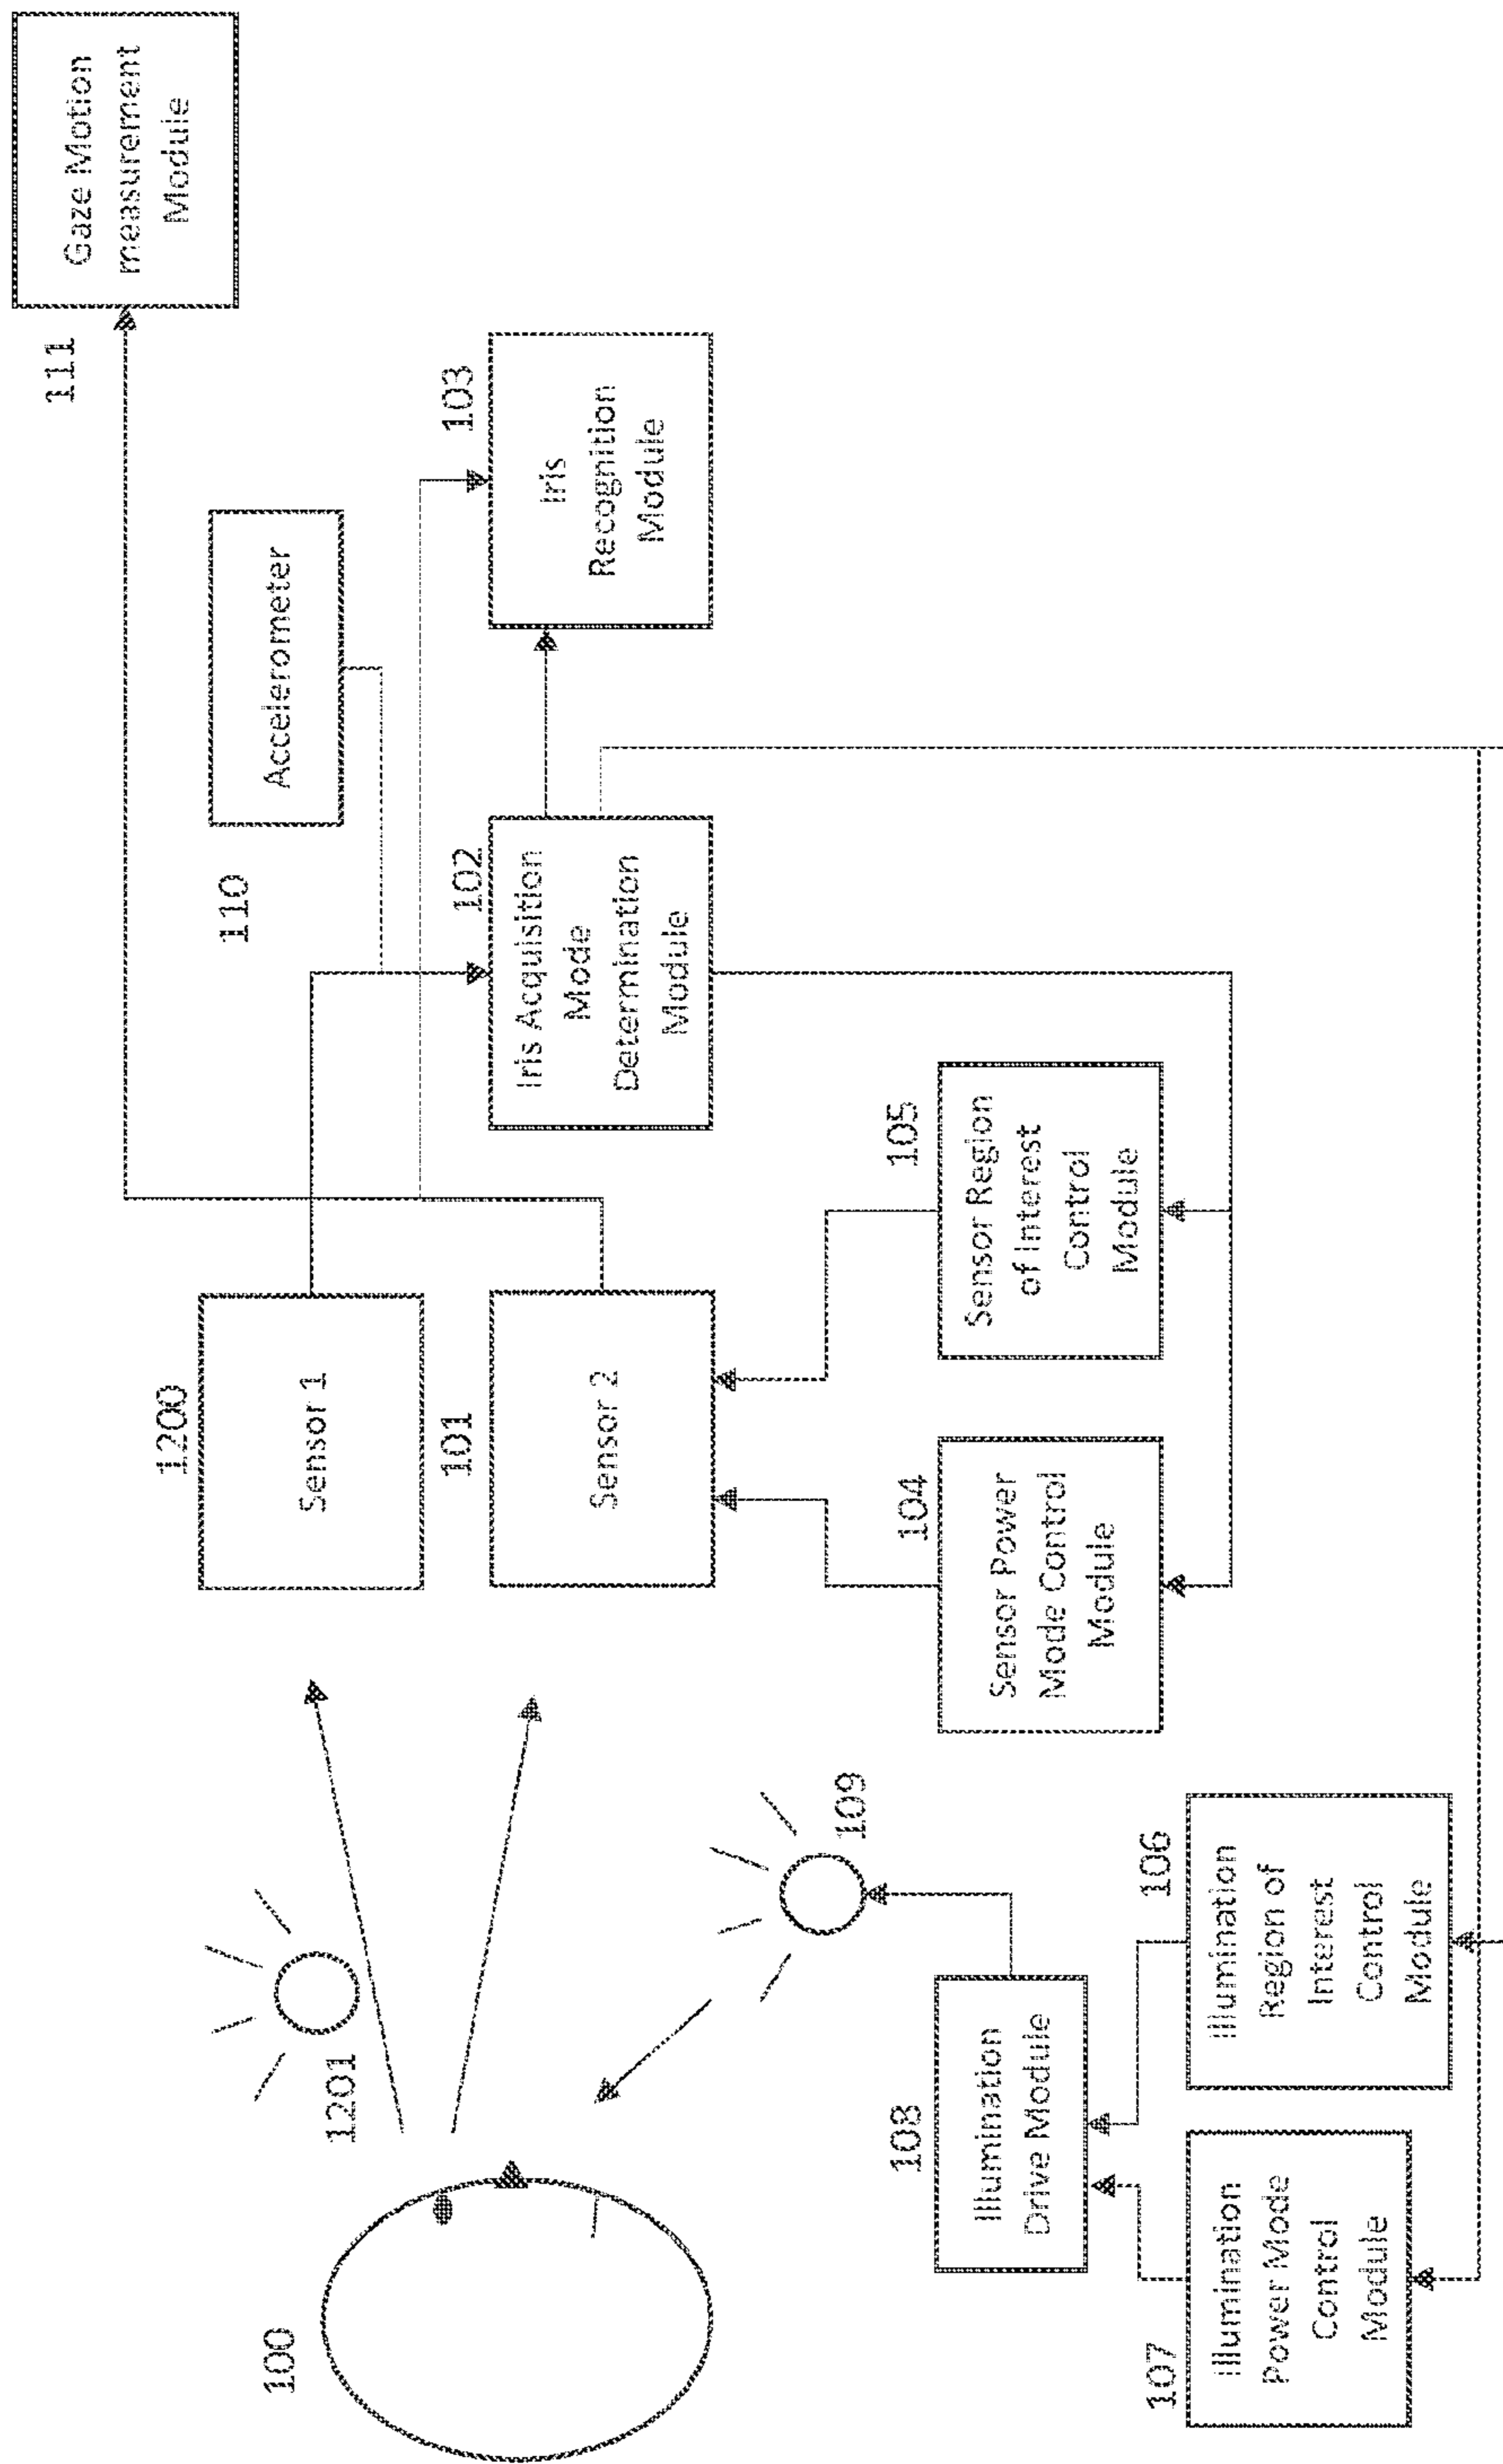 Gaze Motion
measurement
Module
111
Accelerometer
110
103
Iris
Recognition
Module
102
Iris Acquisition
Mode
Determination
Module
1200
Sensor 1
101
Sensor 2
105
Sensor Region
of Interest
Control
Module
104
Sensor Power
Mode Control
Module
1201
109
100
108
Illumination
Drive Module
106
Illumination
Region of
Interest
Control
Module
107
Illumination
Power Mode
Control
Module